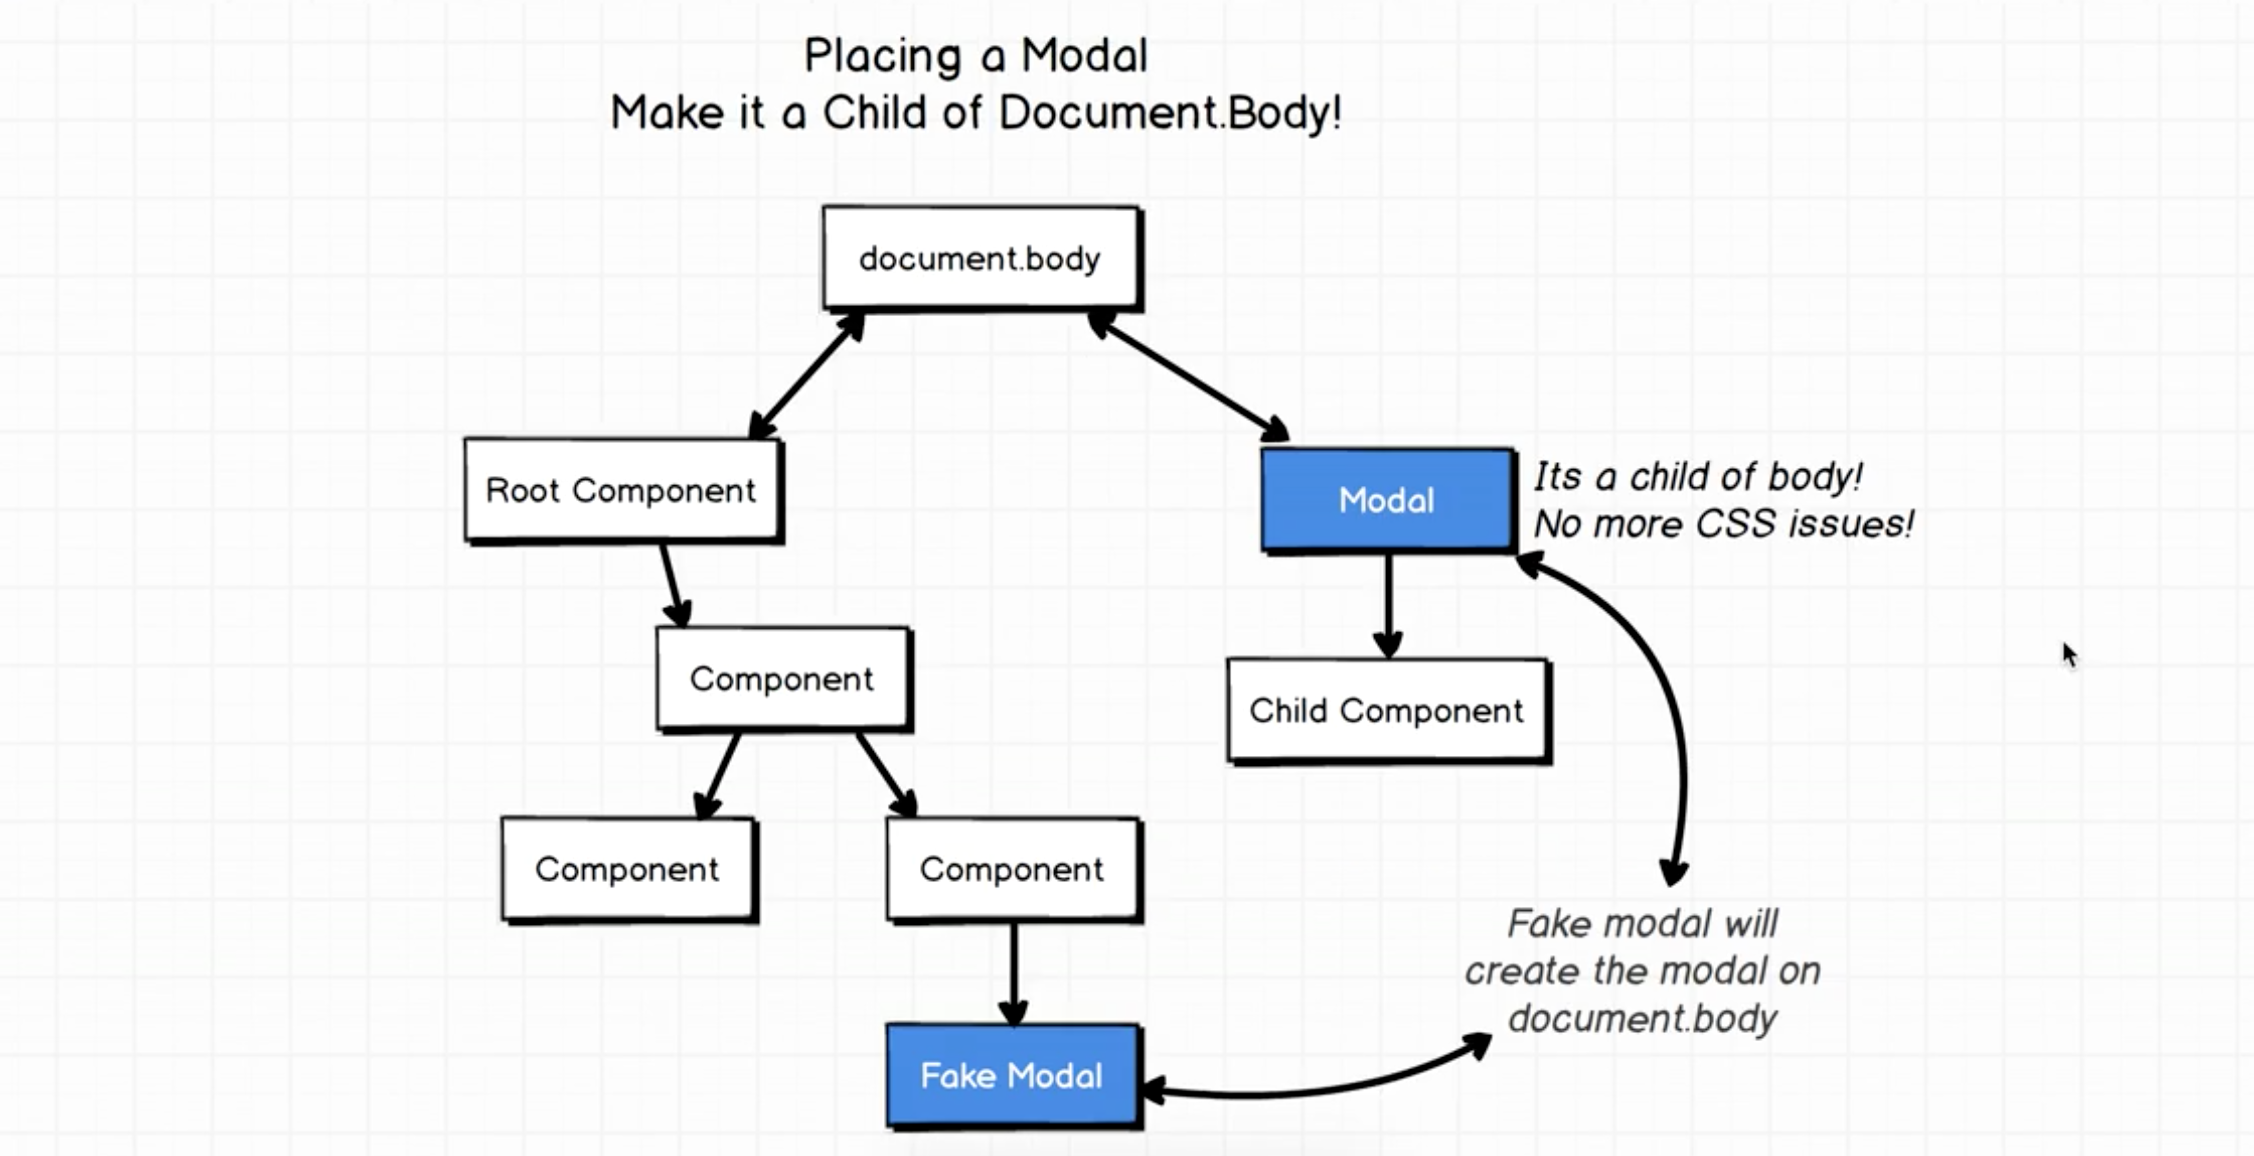 Placing a Modal
Make it a Child of Document.Body!
document.body
Root Component
Modal
Its a child of body!
No more CSS issues!
Component
Child Component
Component
Component
Fake modal will
create the modal on
document.body
Fake Modal